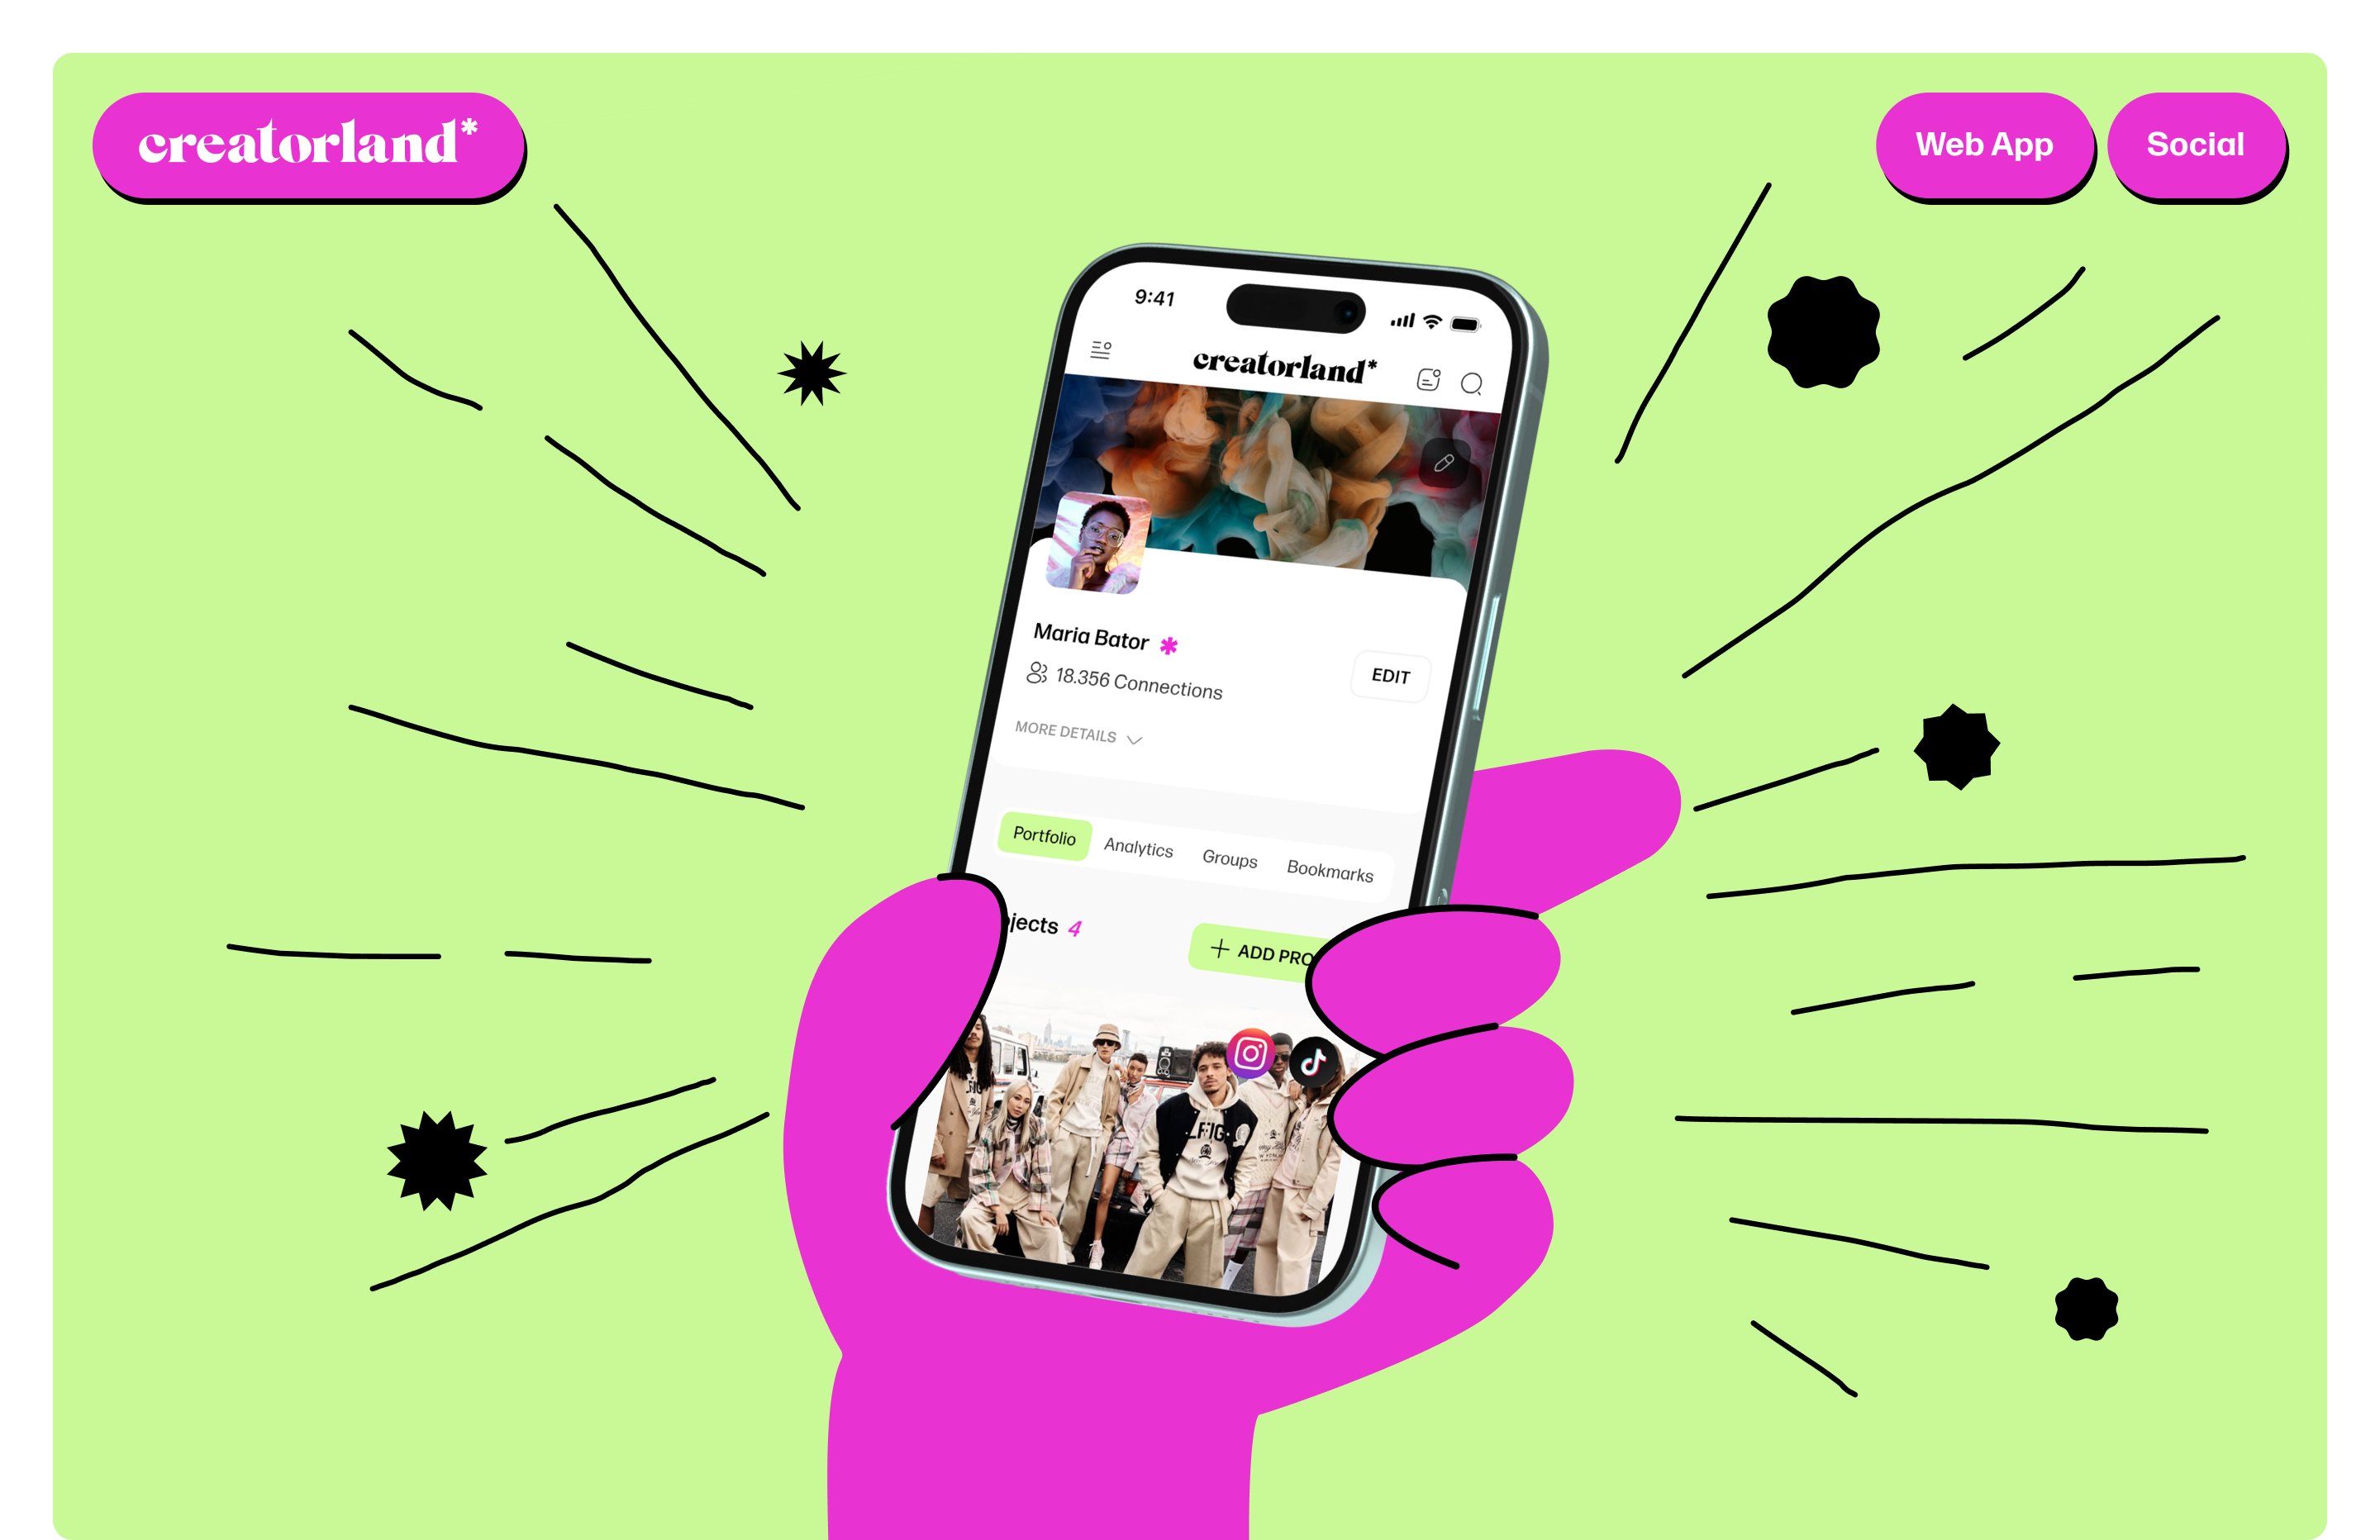 creatorland*
Web App
Social
9:41
creatorland*
Maria Bator
18.356 Connections
EDIT
MORE DETAILS
Portfolio
Analytics
Groups
Bookmarks
jects 4
ADD PRO
LFIG